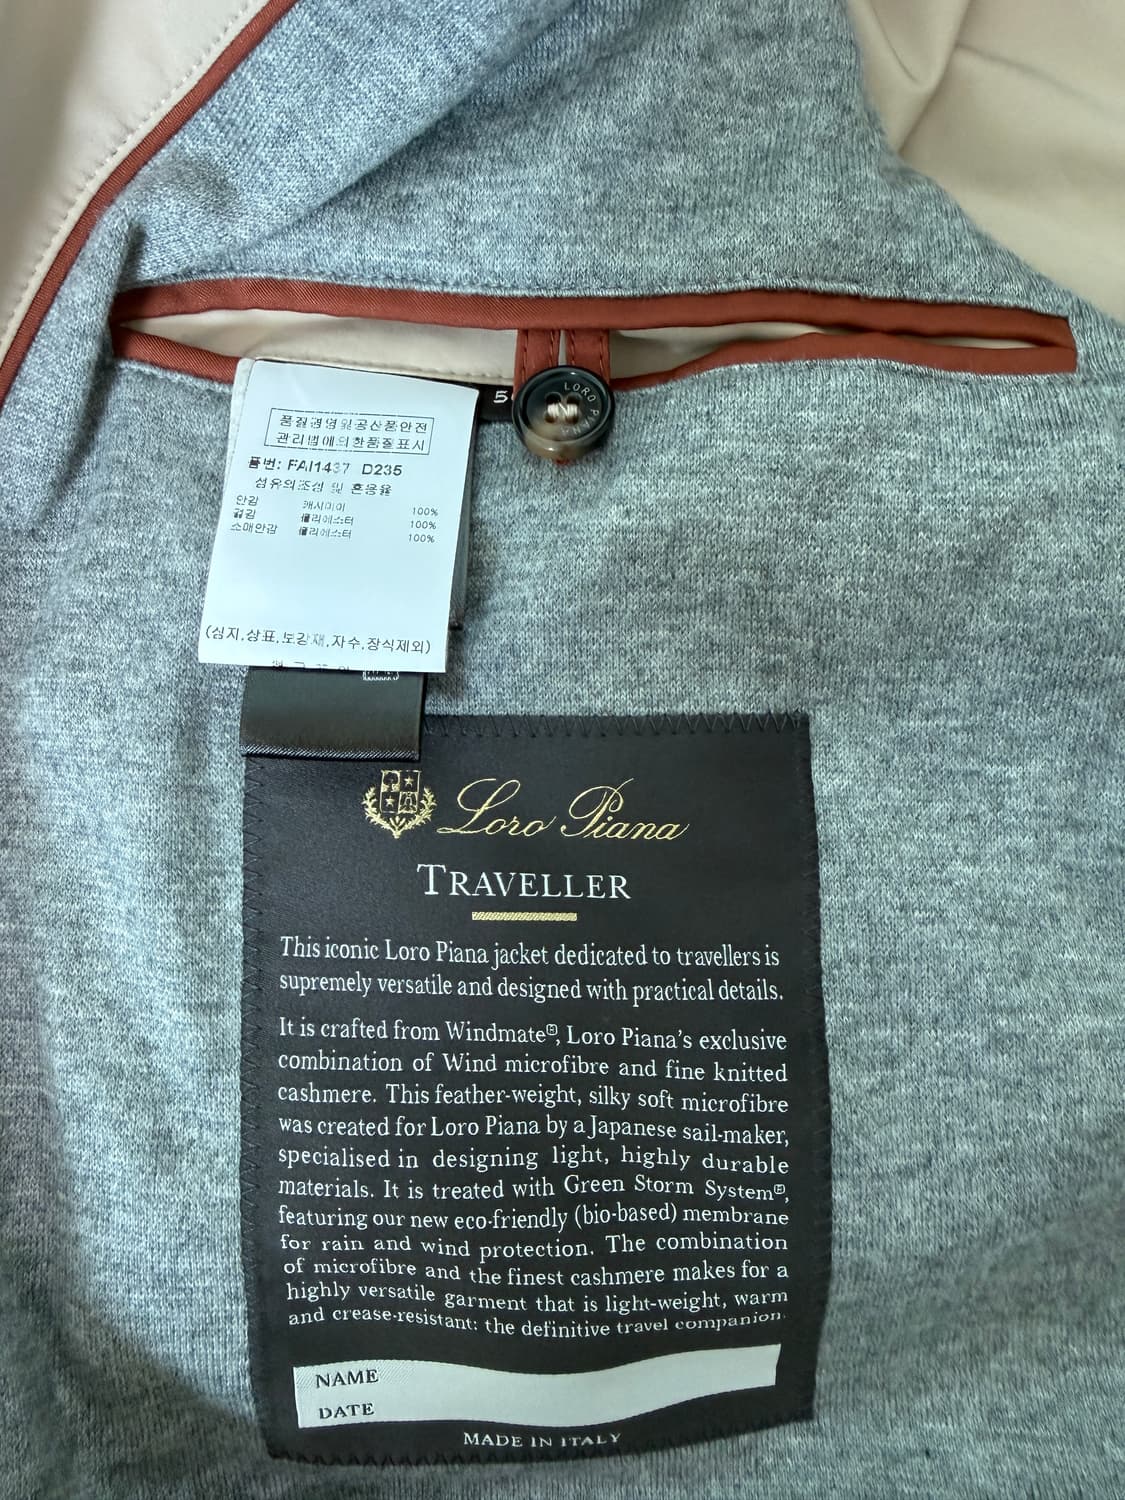 품질경영및공산품안전
관리법에의한품질표시
품번: FAI1437 D235
섬유의조성 및 혼용율
안감 캐시미어 100%
겉감 폴리에스터 100%
소매안감 폴리에스터 100%
(심지,상표,보강재,자수,장식제외)
5
LORO PIANA
Loro Piana
TRAVELLER
This iconic Loro Piana jacket dedicated to travellers is
supremely versatile and designed with practical details.
It is crafted from Windmate®, Loro Piana's exclusive
combination of Wind microfibre and fine knitted
cashmere. This feather-weight, silky soft microfibre
was created for Loro Piana by a Japanese sail-maker,
specialised in designing light, highly durable
materials. It is treated with Green Storm System®,
featuring our new eco-friendly (bio-based) membrane
for rain and wind protection. The combination
of microfibre and the finest cashmere makes for a
highly versatile garment that is light-weight, warm
and crease-resistant: the definitive travel companion.
NAME
DATE
MADE IN ITALY